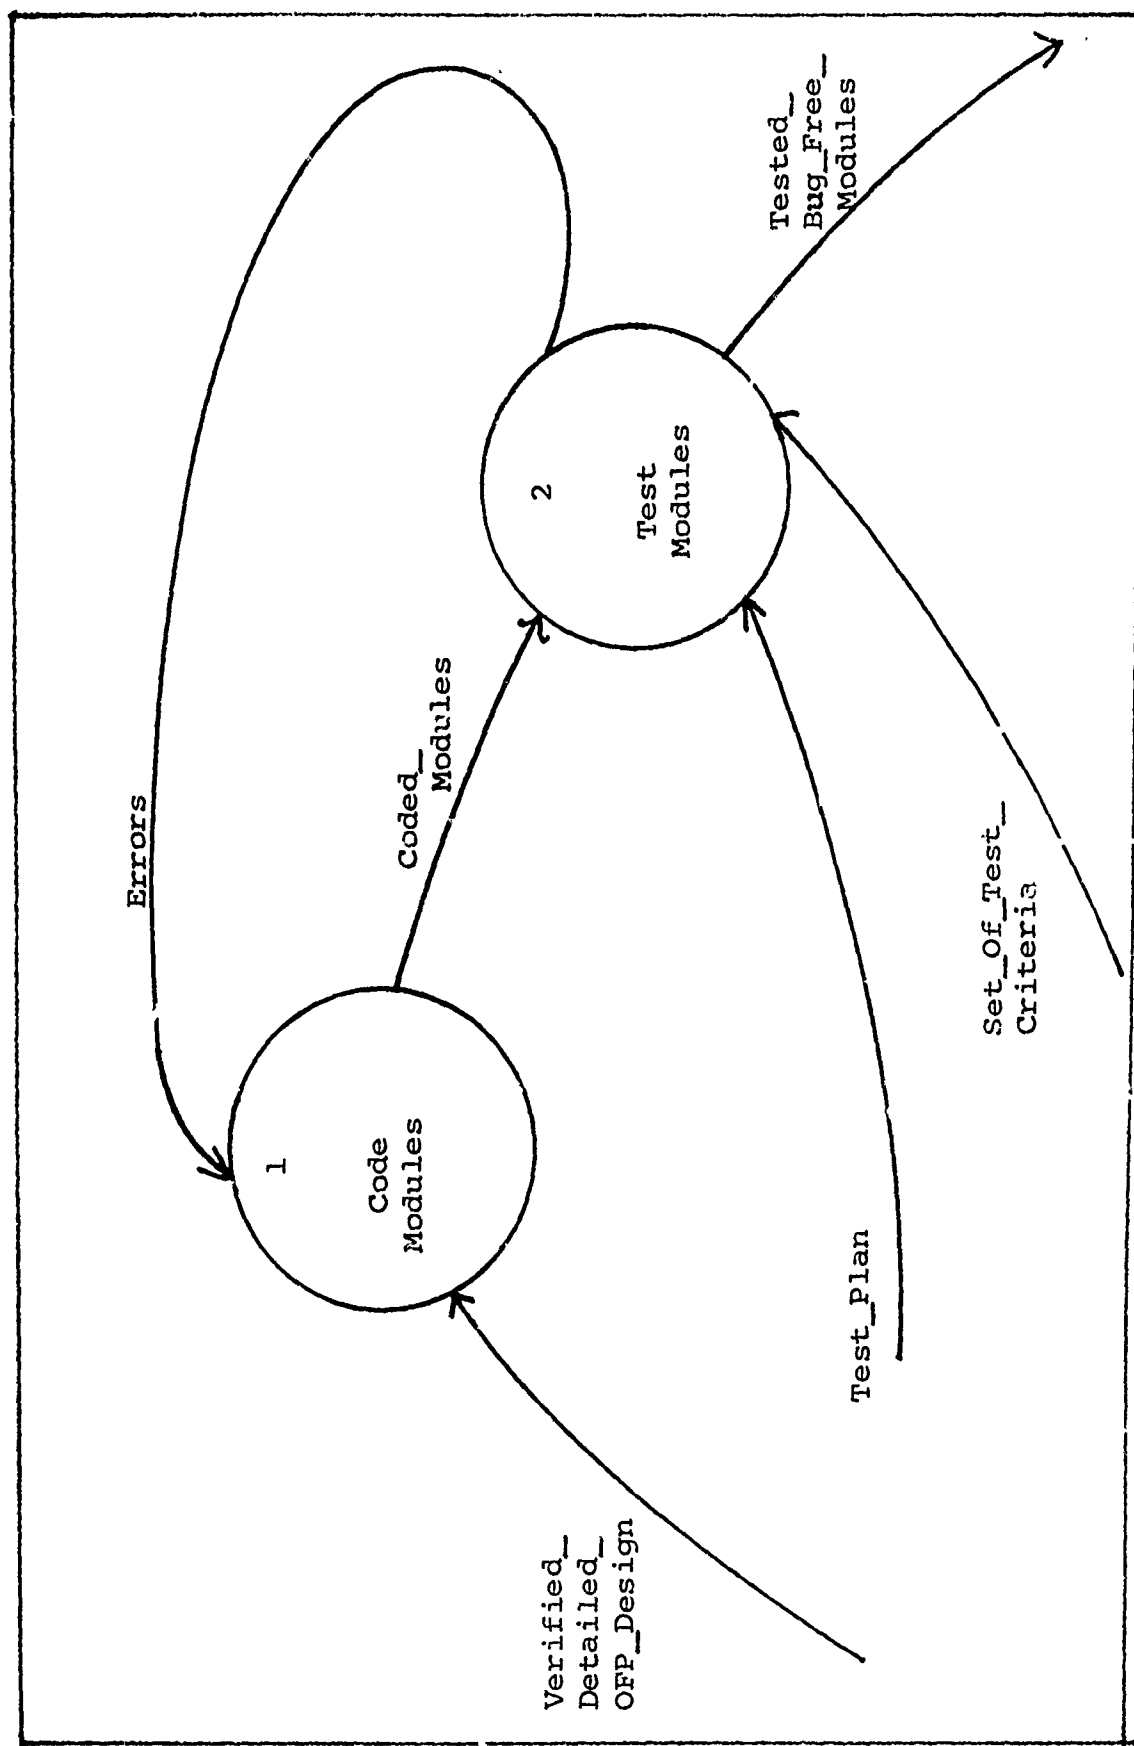 Errors
1
Code
Modules
Coded_
Modules
2
Test
Modules
Tested_
Bug_Free_
Modules
Verified_
Detailed_
OFP_Design
Test_Plan
Set_Of_Test_
Criteria